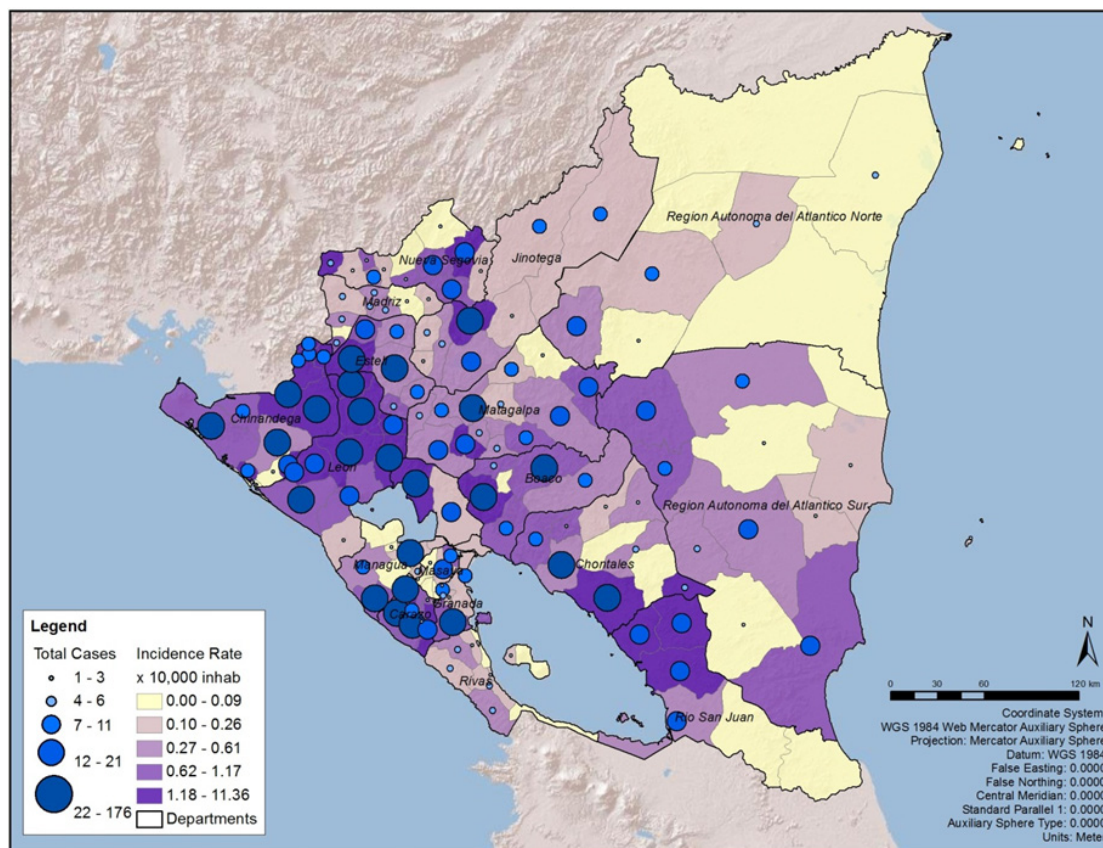 Region Autonoma del Atlantico Norte
Nueva Segovia
Jinotega
Madriz
Esteli
Chinandega
Matagalpa
Leon
Boaco
Region Autonoma del Atlantico Sur
Chontales
Managua
Masaya
Granada
Carazo
Rivas
Rio San Juan
Legend
Total Cases
1 - 3
4 - 6
7 - 11
12 - 21
22 - 176
Incidence Rate
x 10,000 inhab
0.00 - 0.09
0.10 - 0.26
0.27 - 0.61
0.62 - 1.17
1.18 - 11.36
Departments
N
0 30 60 120 km
Coordinate System
WGS 1984 Web Mercator Auxiliary Sphere
Projection: Mercator Auxiliary Sphere
Datum: WGS 1984
False Easting: 0.0000
False Northing: 0.0000
Central Meridian: 0.0000
Standard Parallel 1: 0.0000
Auxiliary Sphere Type: 0.0000
Units: Meter